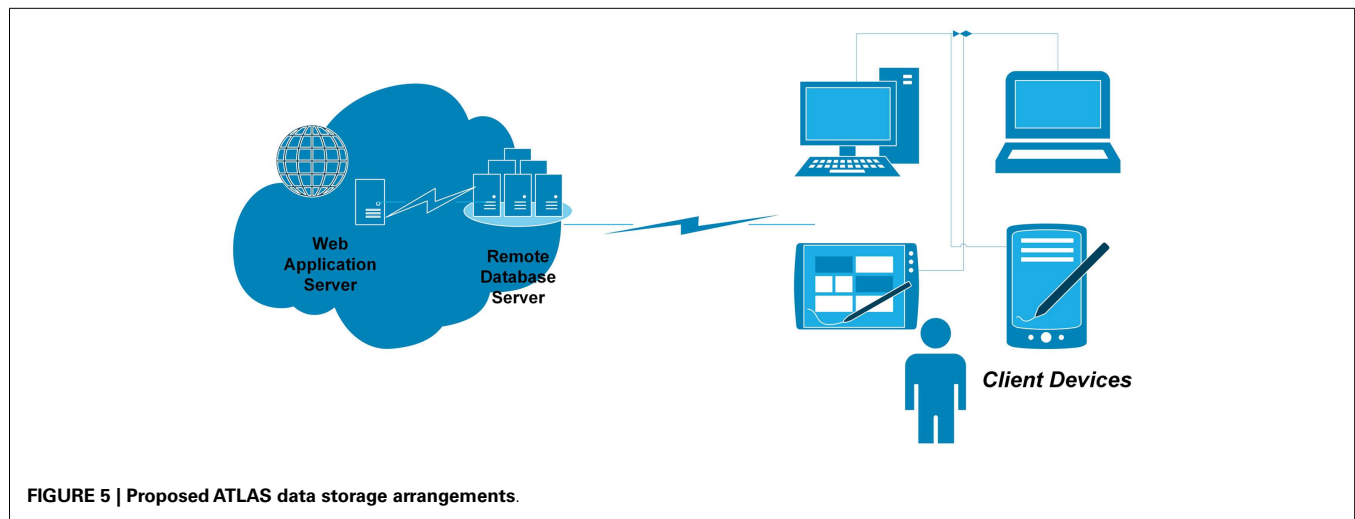 Web
Application
Server
Remote
Database
Server
Client Devices
FIGURE 5 | Proposed ATLAS data storage arrangements.